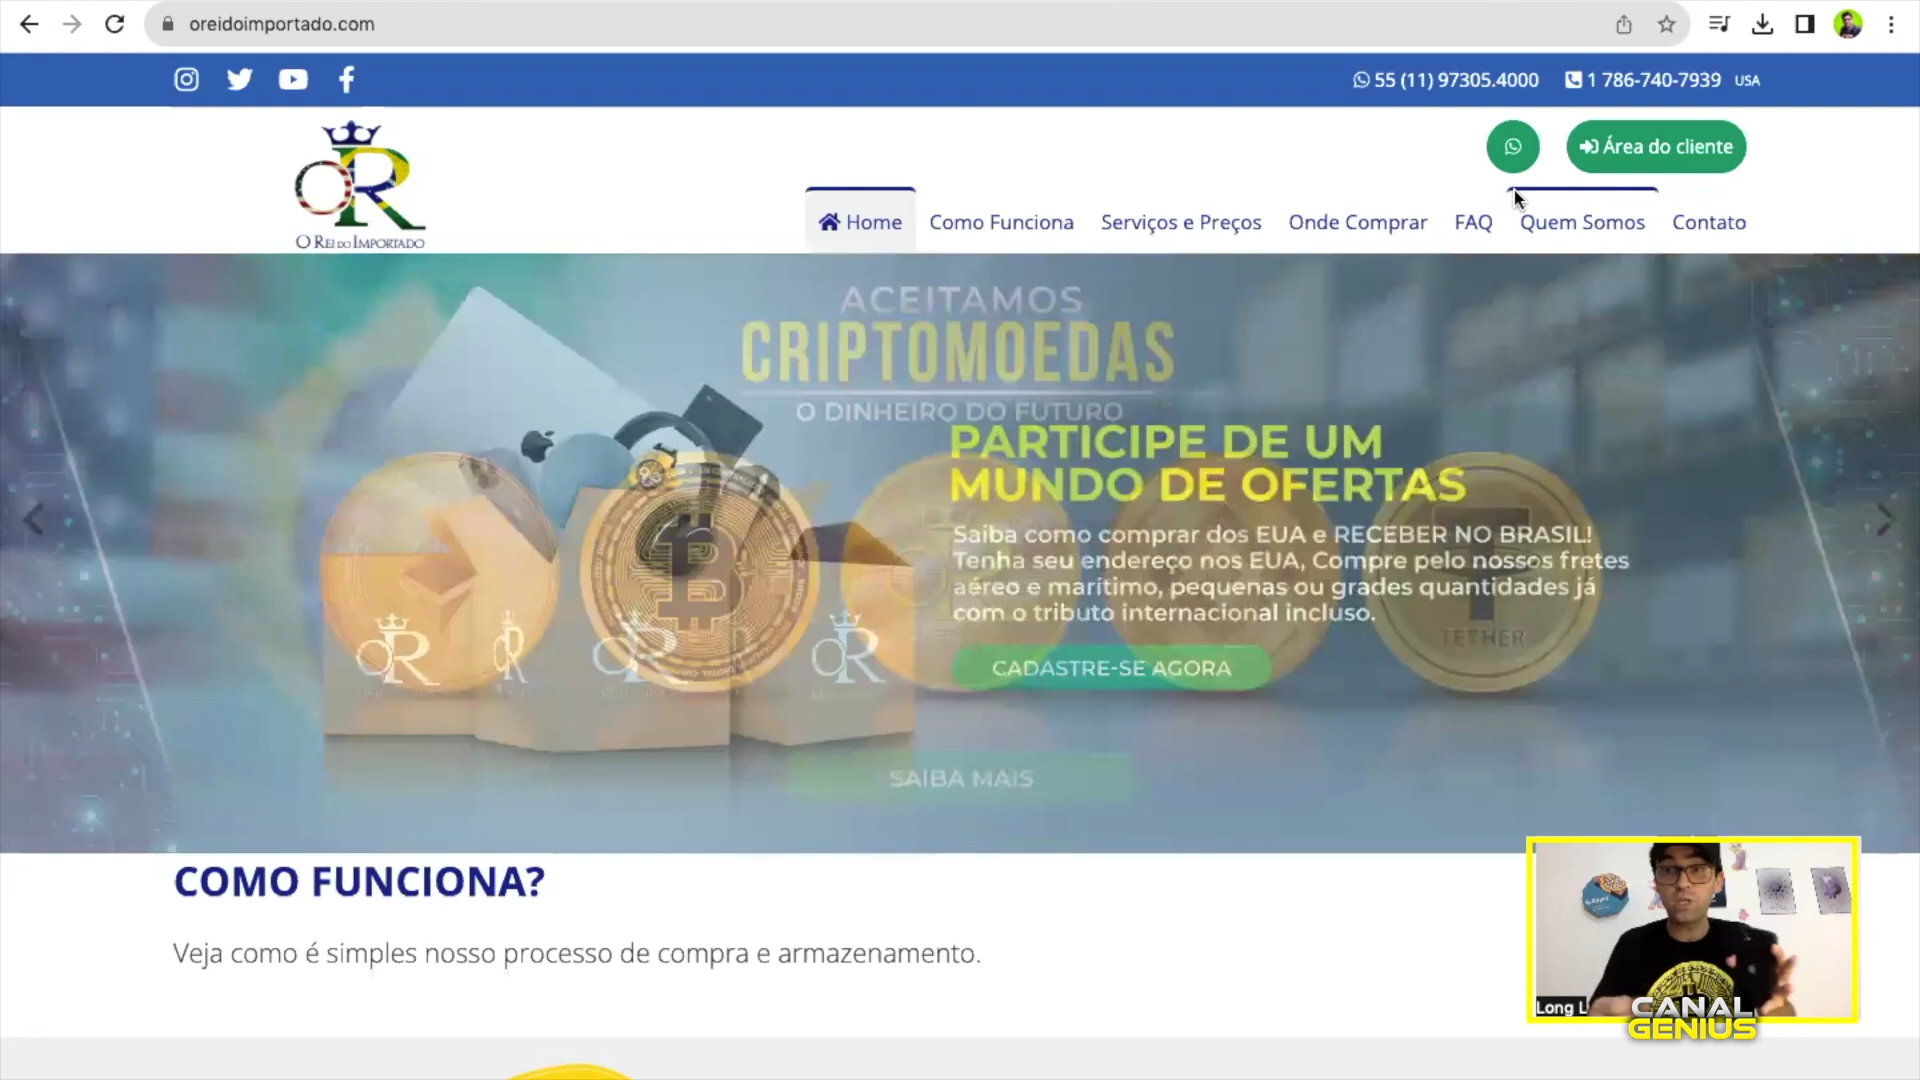 oreidoimportado.com
55 (11) 97305.4000
1 786-740-7939 USA
O REI DO IMPORTADO
Área do cliente
Home
Como Funciona
Serviços e Preços
Onde Comprar
FAQ
Quem Somos
Contato
ACEITAMOS
CRIPTOMOEDAS
O DINHEIRO DO FUTURO
PARTICIPE DE UM
MUNDO DE OFERTAS
Saiba como comprar dos EUA e RECEBER NO BRASIL!
Tenha seu endereço nos EUA, Compre pelo nossos fretes
aéreo e marítimo, pequenas ou grades quantidades já
com o tributo internacional incluso.
TETHER
CADASTRE-SE AGORA
SAIBA MAIS
COMO FUNCIONA?
Veja como é simples nosso processo de compra e armazenamento.
Long L
CANAL
GENIUS